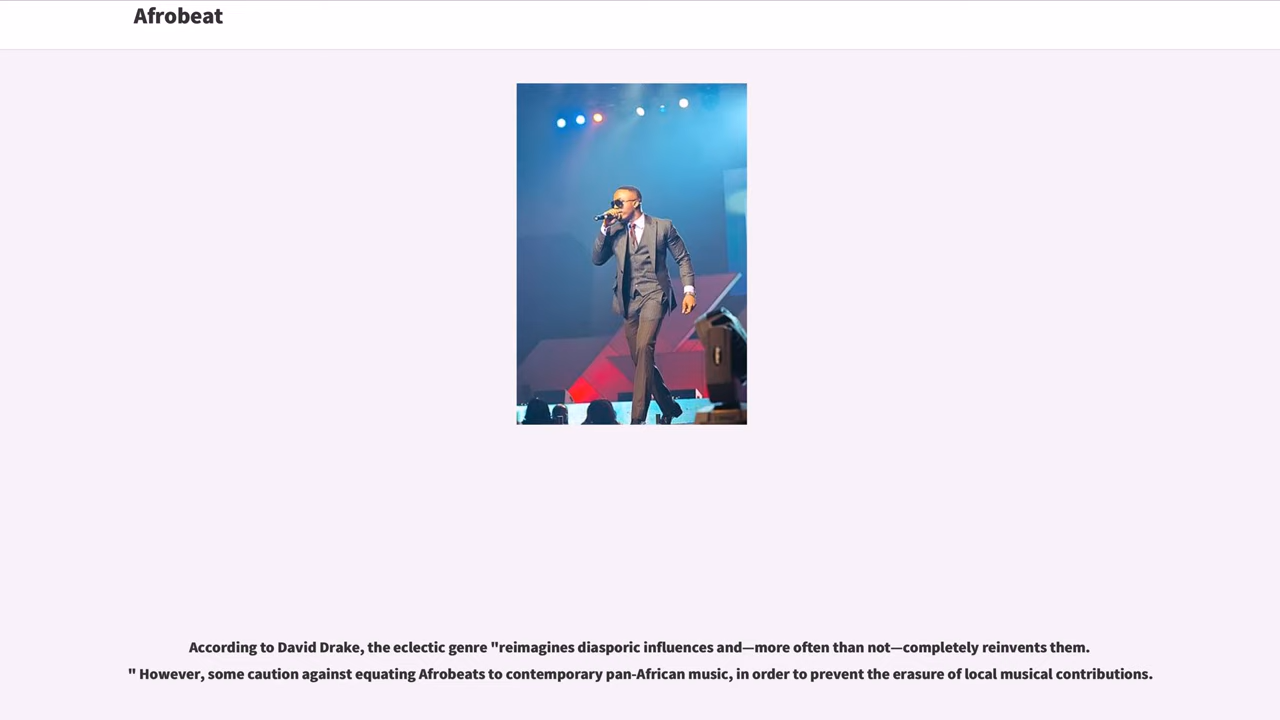 Afrobeat
According to David Drake, the eclectic genre "reimagines diasporic influences and—more often than not—completely reinvents them.
" However, some caution against equating Afrobeats to contemporary pan-African music, in order to prevent the erasure of local musical contributions.